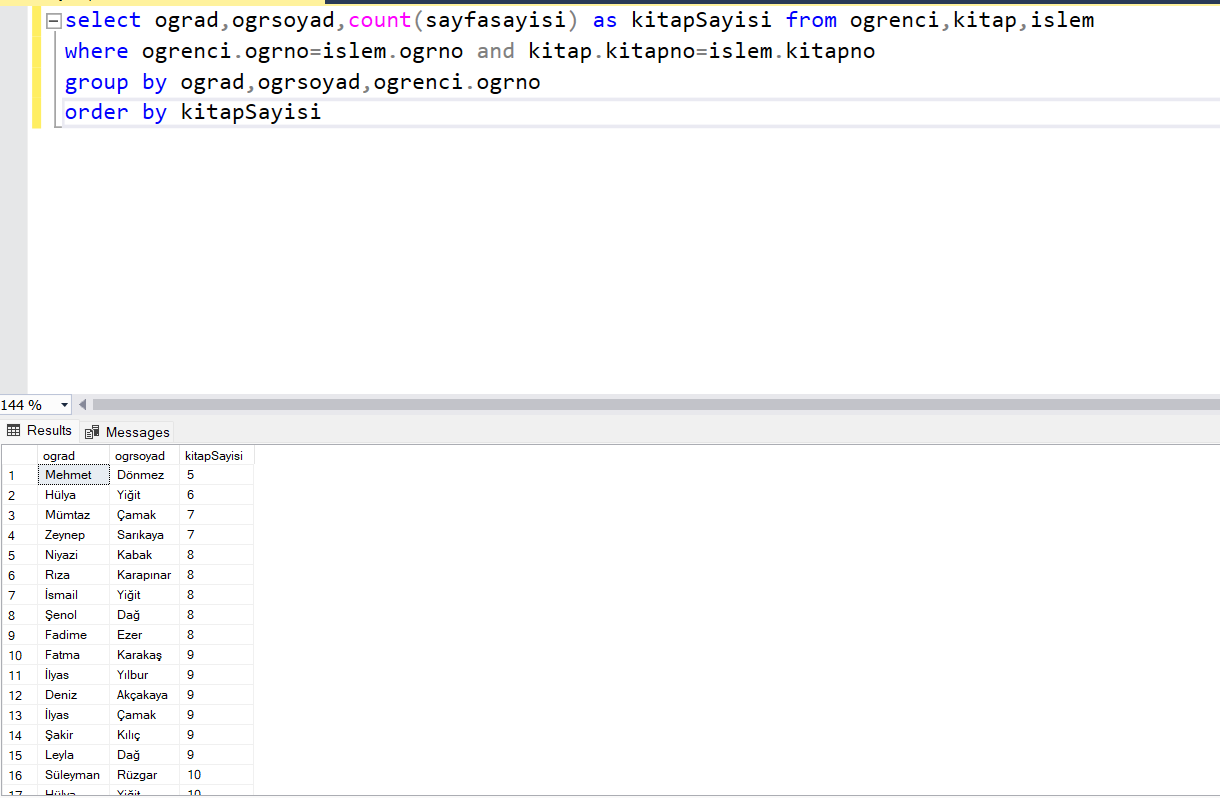 select ograd,ogrsoyad,count(sayfasayisi) as kitapSayisi from ogrenci,kitap,islem
where ogrenci.ogrno=islem.ogrno and kitap.kitapno=islem.kitapno
group by ograd,ogrsoyad,ogrenci.ogrno
order by kitapSayisi
144 %
Results Messages
ograd ogrsoyad kitapSayisi
1 Mehmet Dönmez 5
2 Hülya Yiğit 6
3 Mümtaz Çamak 7
4 Zeynep Sarıkaya 7
5 Niyazi Kabak 8
6 Rıza Karapınar 8
7 İsmail Yiğit 8
8 Şenol Dağ 8
9 Fadime Ezer 8
10 Fatma Karakaş 9
11 İlyas Yılbur 9
12 Deniz Akçakaya 9
13 İlyas Çamak 9
14 Şakir Kılıç 9
15 Leyla Dağ 9
16 Süleyman Rüzgar 10
17 Hülya Yiğit 10